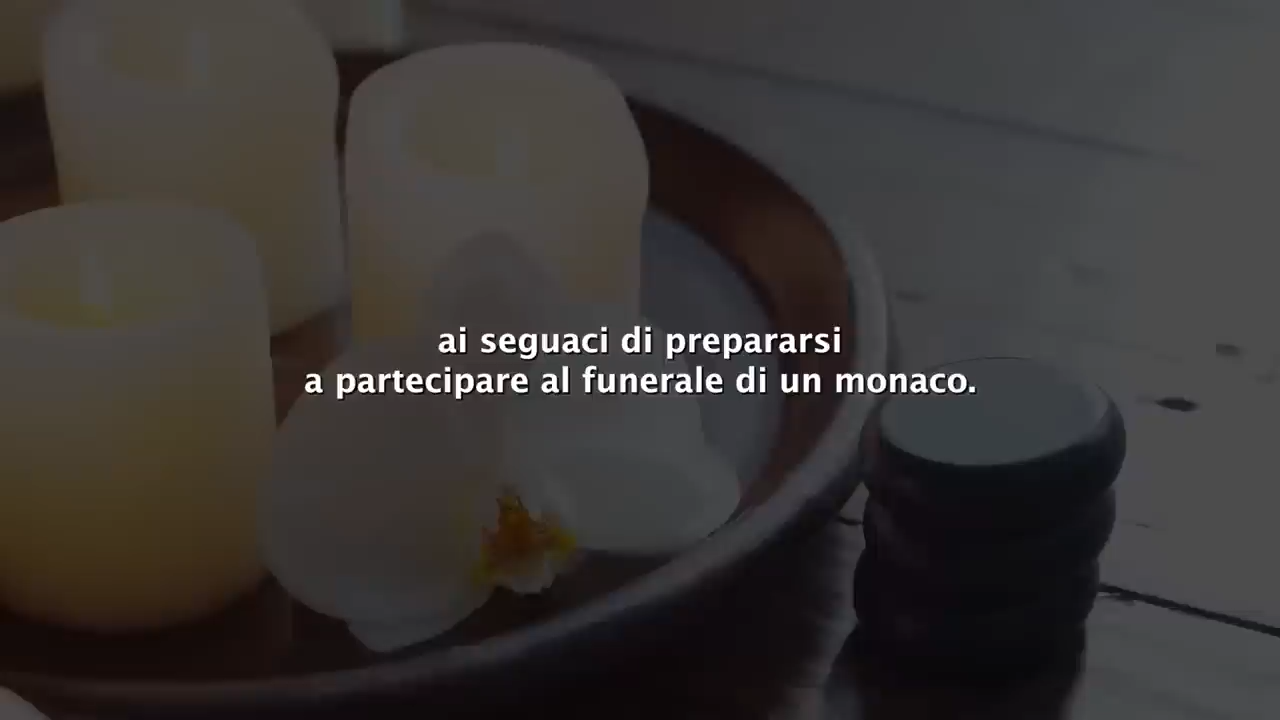 ai seguaci di prepararsi
a partecipare al funerale di un monaco.